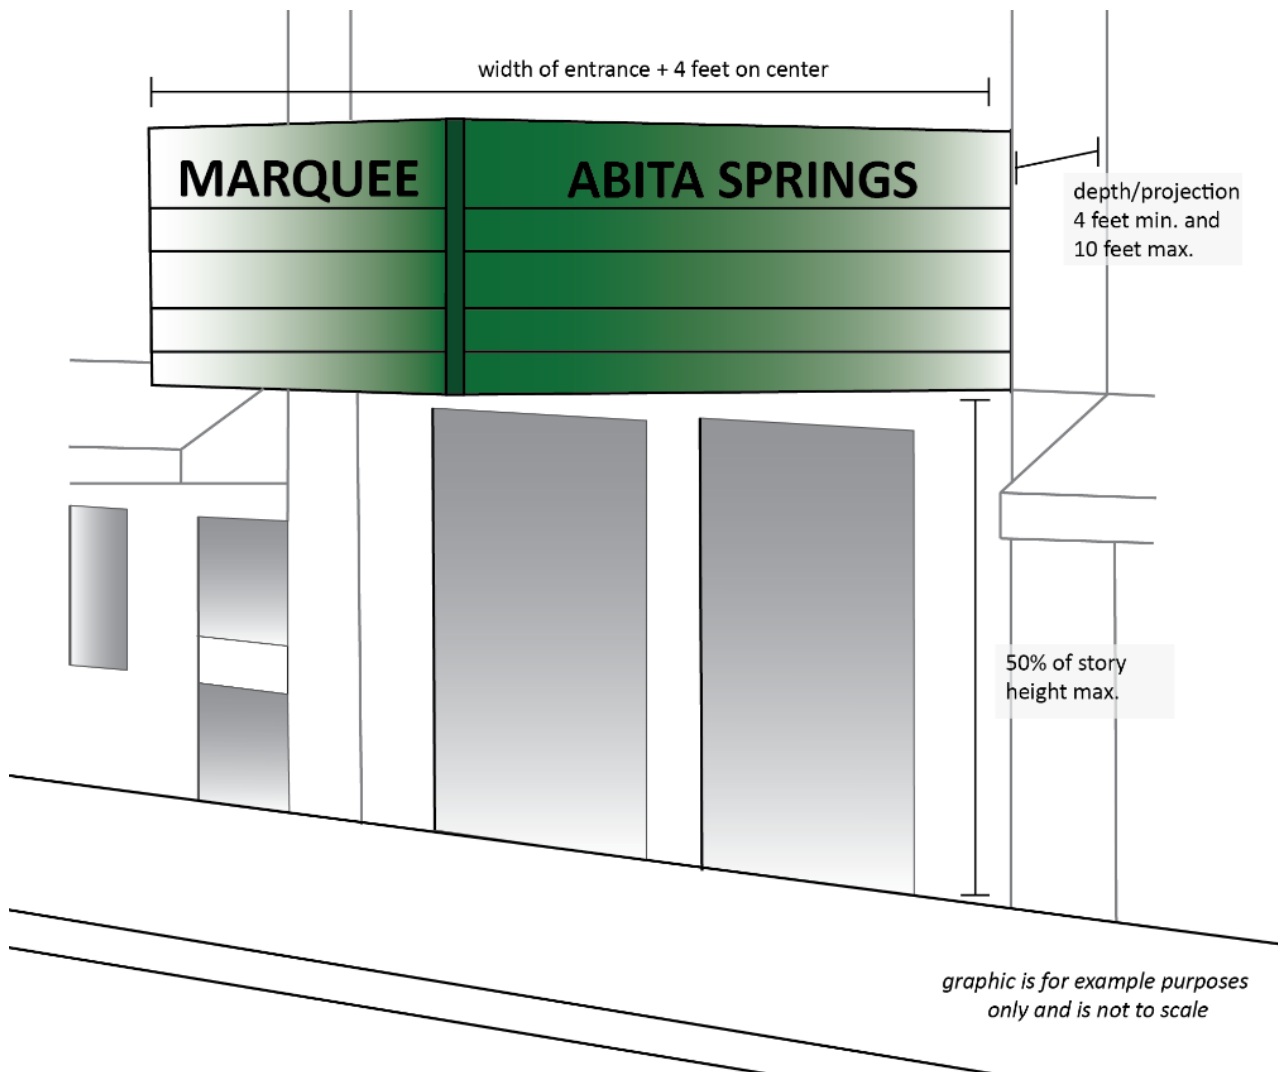 width of entrance + 4 feet on center
MARQUEE
ABITA SPRINGS
depth/projection
4 feet min. and
10 feet max.
50% of story
height max.
graphic is for example purposes
only and is not to scale